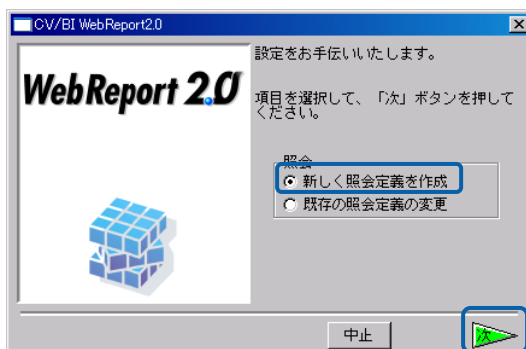 CV/BI WebReport2.0
WebReport 2.0
設定をお手伝いいたします。
項目を選択して、「次」ボタンを押して
ください。
照会
新しく照会定義を作成
既存の照会定義の変更
中止
次